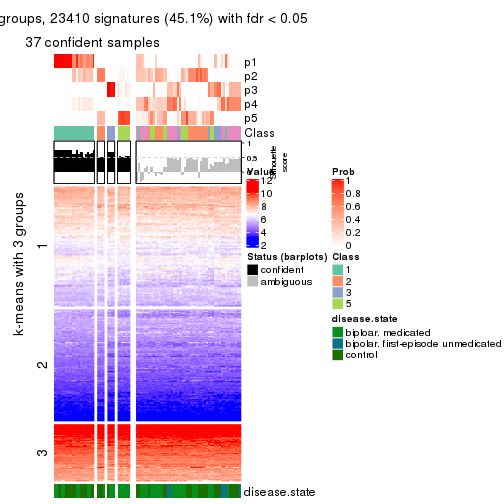 groups, 23410 signatures (45.1%) with fdr < 0.05
37 confident samples
p1
p2
p3
p4
p5
Class
1
0.5
0
silhouette
score
k-means with 3 groups
1
2
3
disease.state
Value
12
10
8
6
4
2
Prob
1
0.8
0.6
0.4
0.2
0
Status (barplots)
confident
ambiguous
Class
1
2
3
5
disease.state
biploar. medicated
bipolar. first-episode unmedicated
control